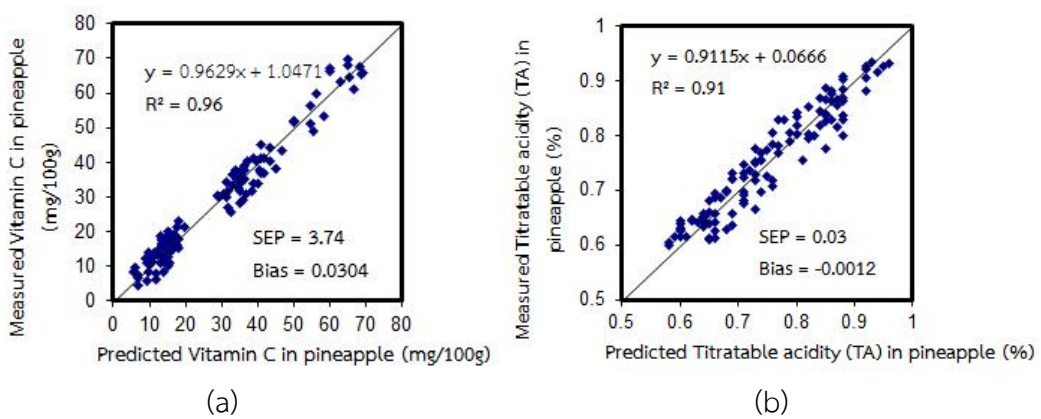 Measured Vitamin C in pineapple
(mg/100g)
80
70
60
50
40
30
20
10
0
y = 0.9629x + 1.0471
R² = 0.96
SEP = 3.74
Bias = 0.0304
0 10 20 30 40 50 60 70 80
Predicted Vitamin C in pineapple (mg/100g)
(a)
Measured Titratable acidity (TA) in
pineapple (%)
1
0.9
0.8
0.7
0.6
0.5
y = 0.9115x + 0.0666
R² = 0.91
SEP = 0.03
Bias = -0.0012
0.5 0.6 0.7 0.8 0.9 1
Predicted Titratable acidity (TA) in pineapple (%)
(b)